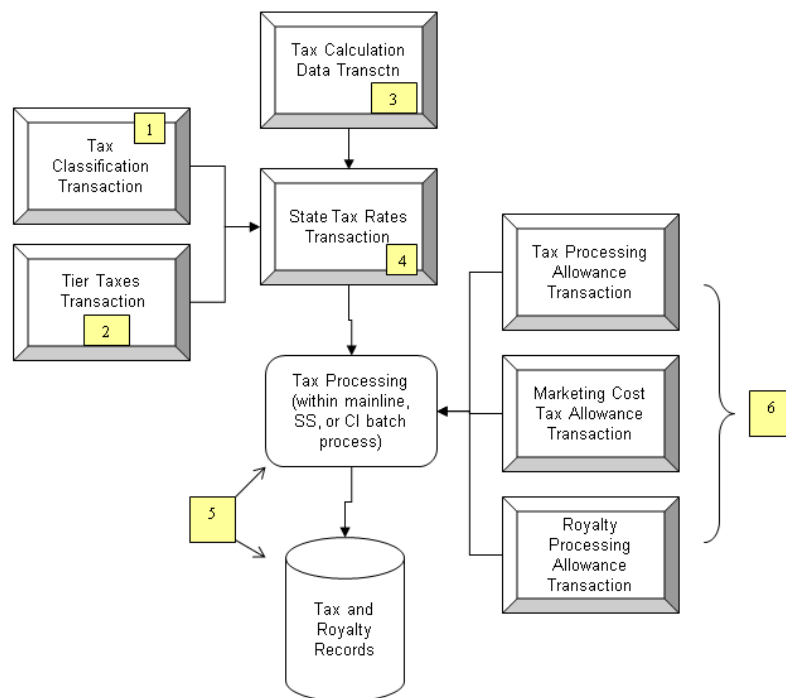 Tax Calculation
Data Transctn
3
1
Tax
Classification
Transaction
State Tax Rates
Transaction
4
Tier Taxes
Transaction
2
Tax Processing
Allowance
Transaction
Tax Processing
(within mainline,
SS, or CI batch
process)
Marketing Cost
Tax Allowance
Transaction
6
5
Royalty
Processing
Allowance
Transaction
Tax and
Royalty
Records